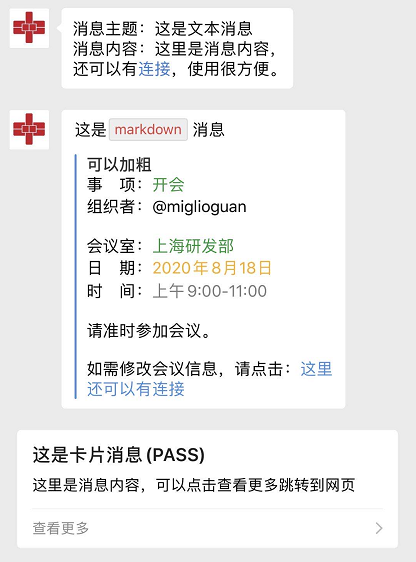 消息主题：这是文本消息
消息内容：这里是消息内容，
还可以有连接，使用很方便。
这是 markdown 消息
可以加粗
事　项：开会
组织者：@miglioguan
会议室：上海研发部
日　期：2020年8月18日
时　间：上午9:00-11:00
请准时参加会议。
如需修改会议信息，请点击：这里
还可以有连接
这是卡片消息(PASS)
这里是消息内容，可以点击查看更多跳转到网页
查看更多